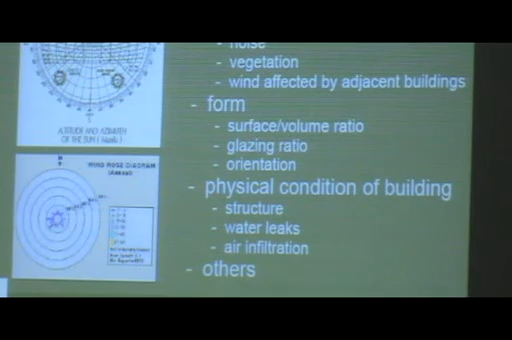 - noise
- vegetation
- wind affected by adjacent buildings
- form
- surface/volume ratio
- glazing ratio
- orientation
- physical condition of building
- structure
- water leaks
- air infiltration
- others
ALTITUDE AND AZIMUTH
OF THE SUN
N
WIND ROSE DIAGRAM